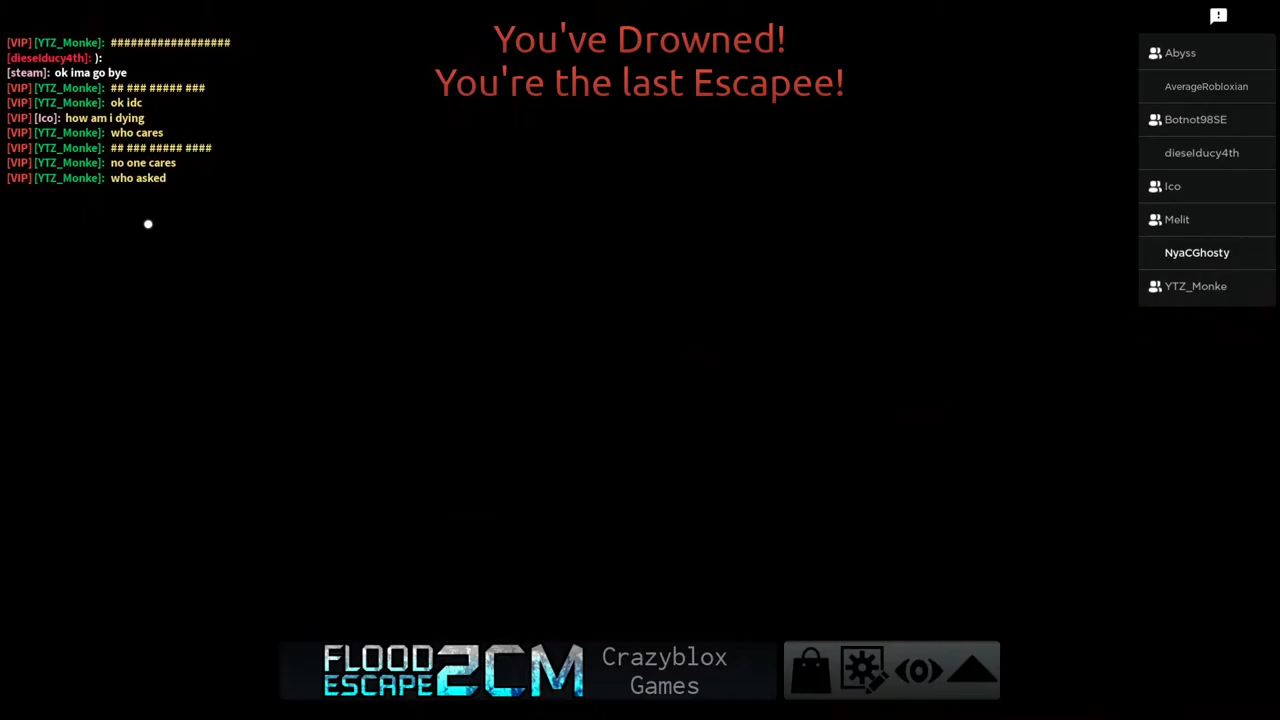 You've Drowned!
You're the last Escapee!
[VIP] [YTZ_Monke]: ##################
[dieselducy4th]: ):
[steam]: ok ima go bye
[VIP] [YTZ_Monke]: ## ### ##### ###
[VIP] [YTZ_Monke]: ok idc
[VIP] [Ico]: how am i dying
[VIP] [YTZ_Monke]: who cares
[VIP] [YTZ_Monke]: ## ### ##### ####
[VIP] [YTZ_Monke]: no one cares
[VIP] [YTZ_Monke]: who asked
Abyss
AverageRobloxian
Botnot98SE
dieselducy4th
Ico
Melit
NyaCGhosty
YTZ_Monke
FLOOD
ESCAPE
2CM
Crazyblox
Games